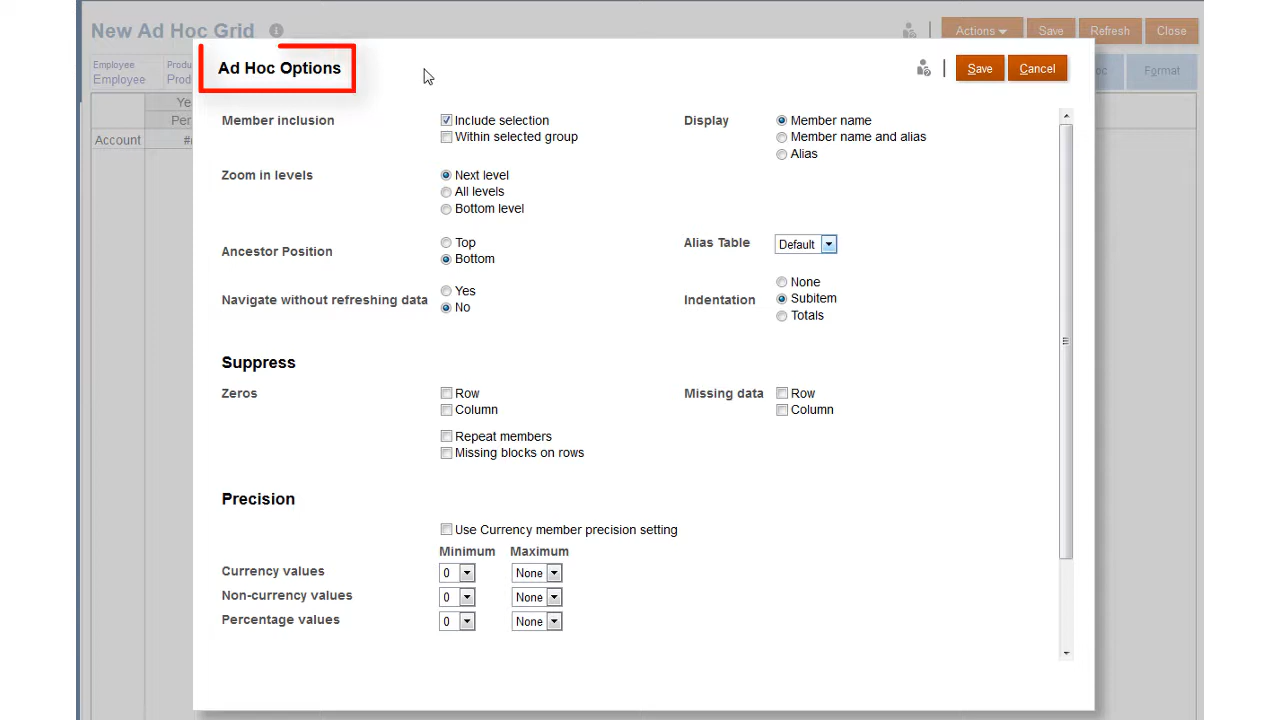 New Ad Hoc Grid
Actions
Save
Refresh
Close
Employee
Employee
Format
Account
Ad Hoc Options
Save
Cancel
Member inclusion
Include selection
Within selected group
Display
Member name
Member name and alias
Alias
Zoom in levels
Next level
All levels
Bottom level
Ancestor Position
Top
Bottom
Alias Table
Default
Navigate without refreshing data
Yes
No
Indentation
None
Subitem
Totals
Suppress
Zeros
Row
Column
Missing data
Row
Column
Repeat members
Missing blocks on rows
Precision
Use Currency member precision setting
Minimum Maximum
Currency values 0 None
Non-currency values 0 None
Percentage values 0 None